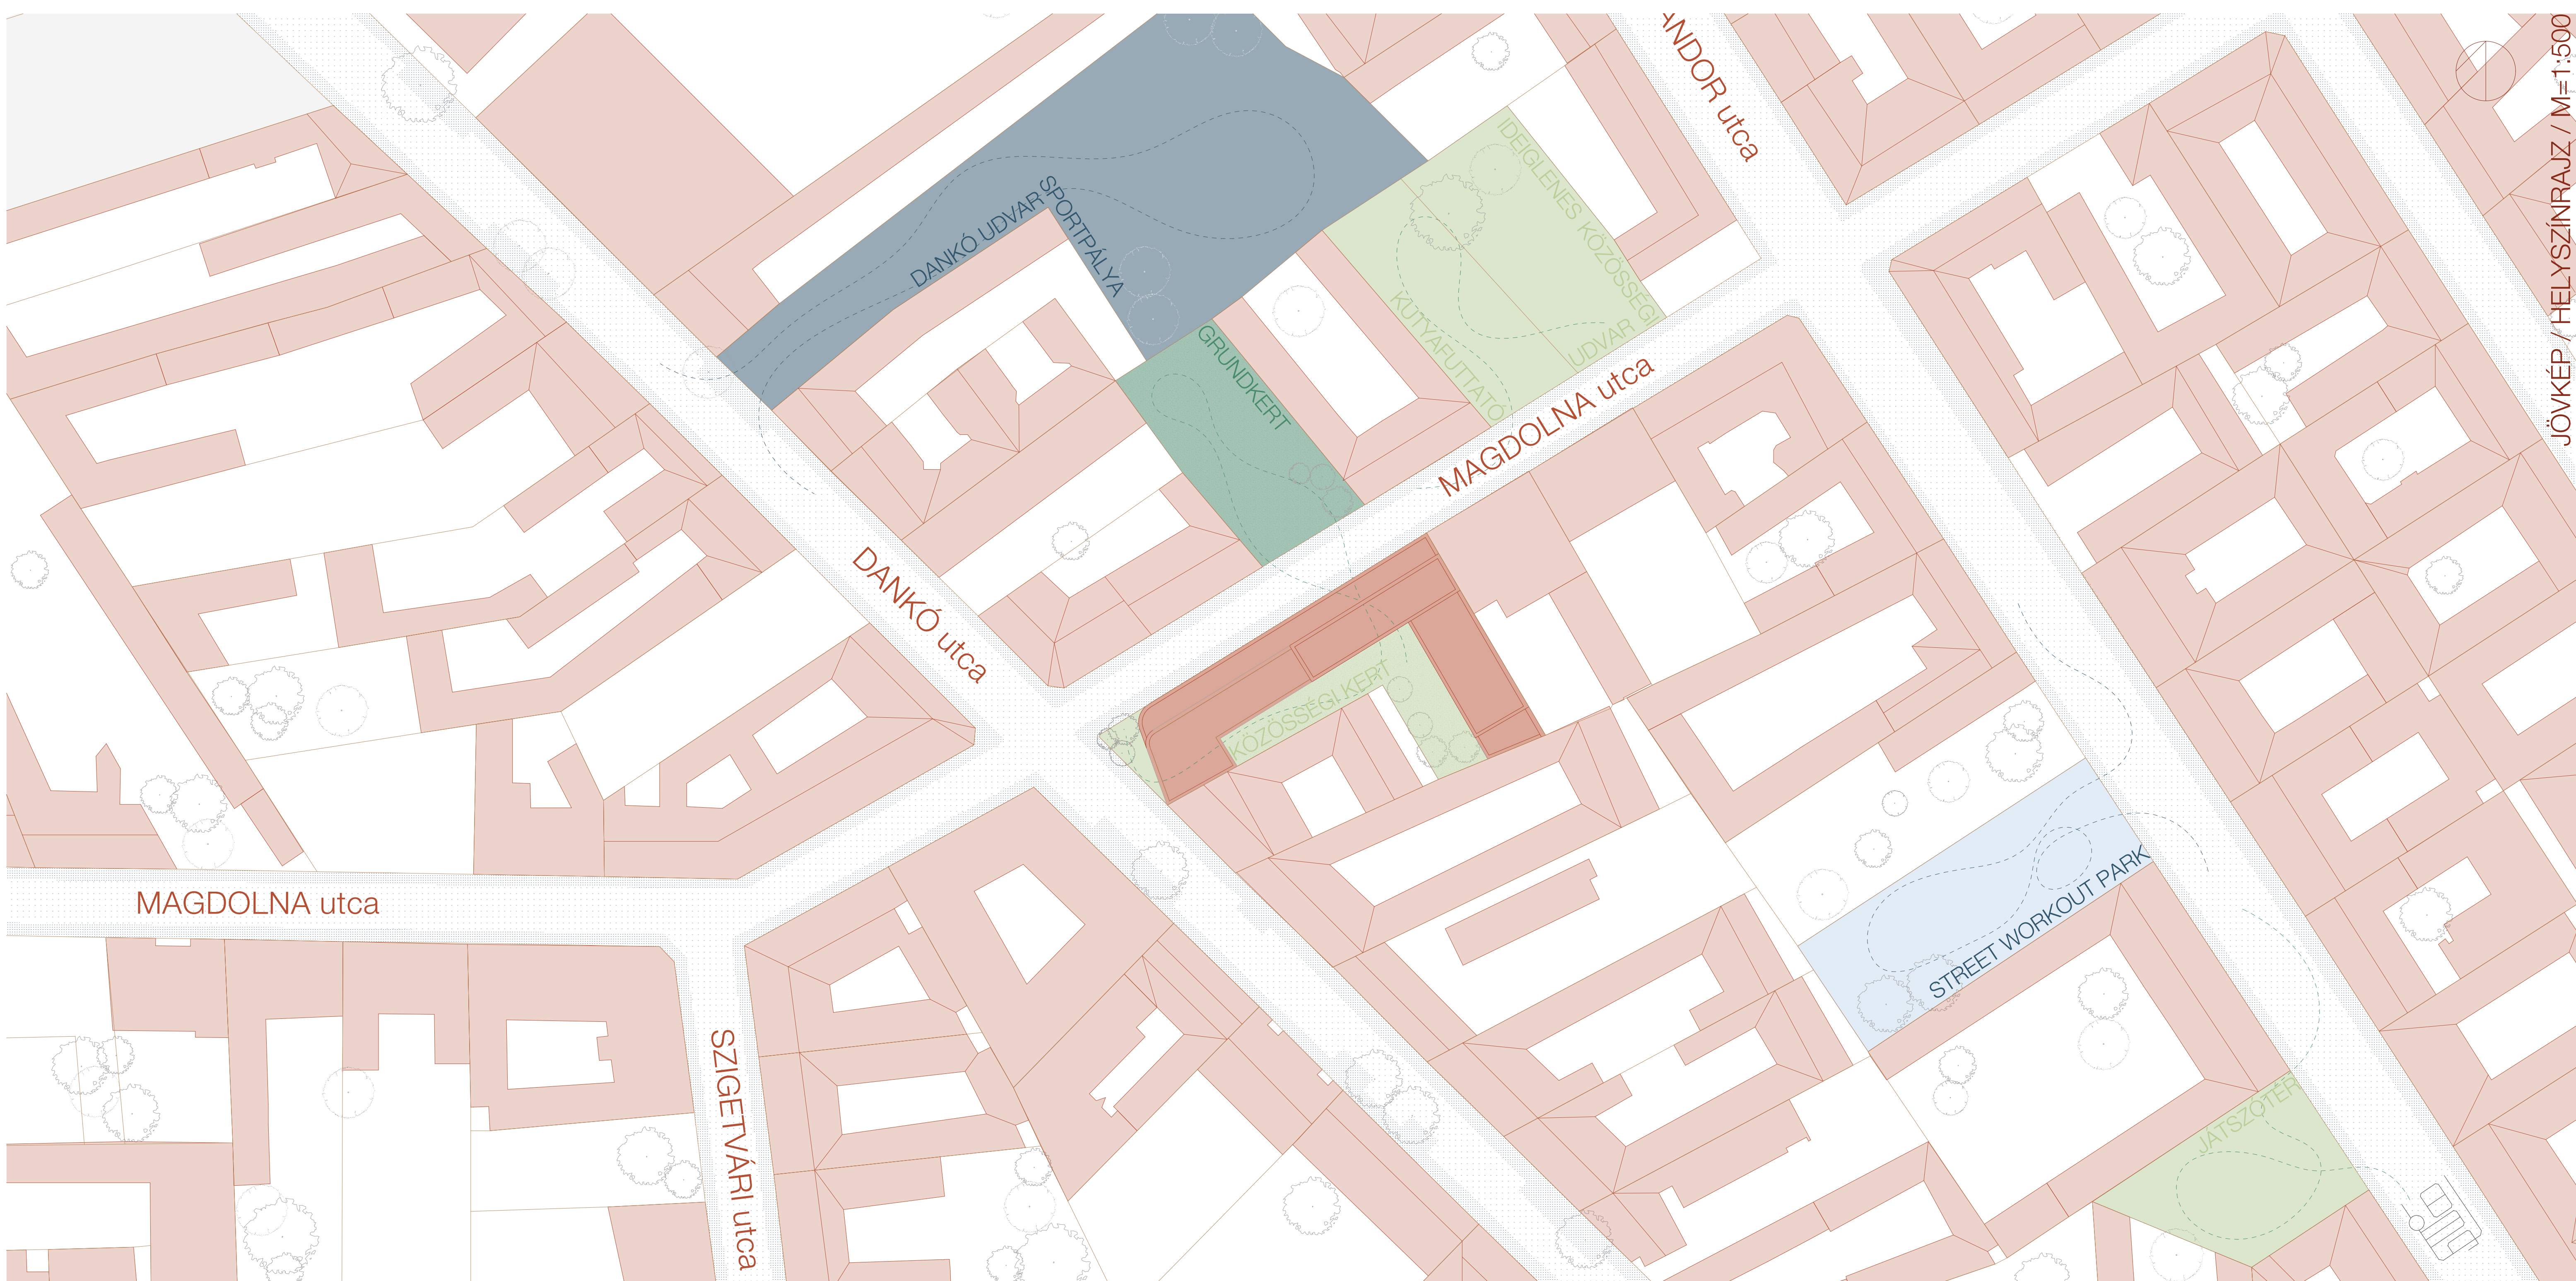 ÁNDOR utca
JÖVKÉP / HELYSZÍNRAJZ / M=1:500
IDEIGLENES KÖZÖSSÉGI
UDVAR
SPORTPÁLYA
DANKÓ UDVAR
KUTYAFUTTATÓ
GRUNDKERT
MAGDOLNA utca
DANKÓ utca
KÖZÖSSÉGI KERT
STREET WORKOUT PARK
MAGDOLNA utca
SZIGETVÁRI utca
JÁTSZÓTÉR